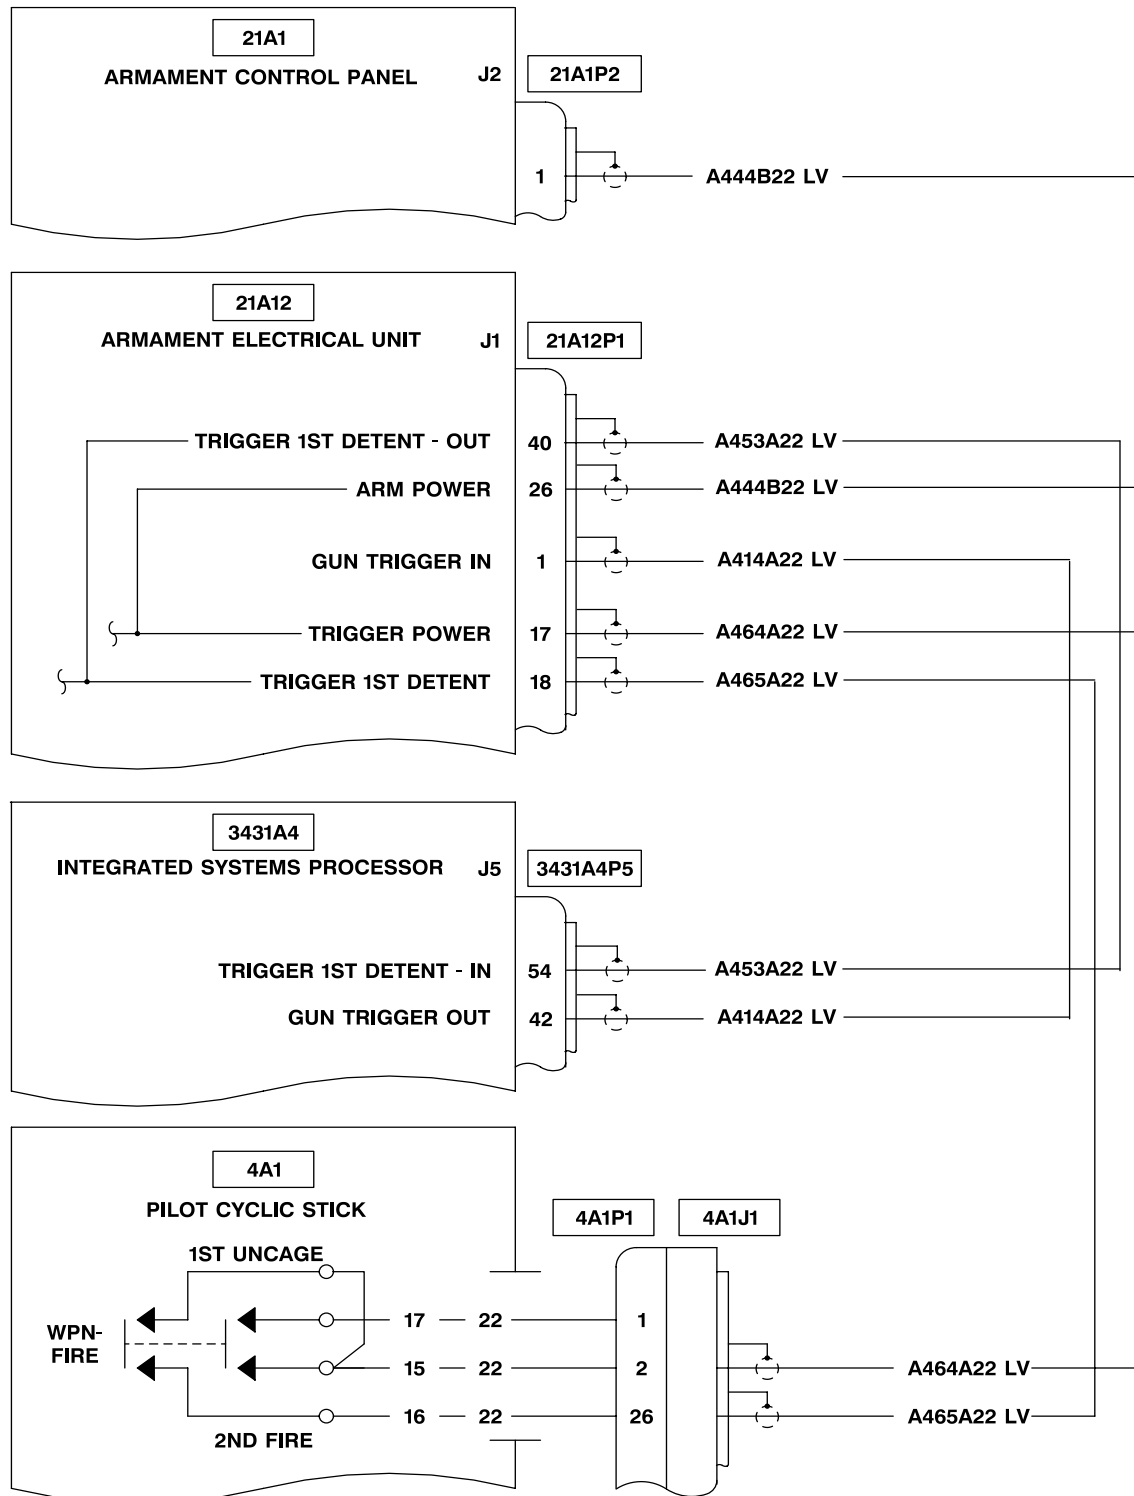 21A1
ARMAMENT CONTROL PANEL J2 21A1P2
1 A444B22 LV
21A12
ARMAMENT ELECTRICAL UNIT J1 21A12P1
TRIGGER 1ST DETENT - OUT 40 A453A22 LV
ARM POWER 26 A444B22 LV
GUN TRIGGER IN 1 A414A22 LV
TRIGGER POWER 17 A464A22 LV
TRIGGER 1ST DETENT 18 A465A22 LV
3431A4
INTEGRATED SYSTEMS PROCESSOR J5 3431A4P5
TRIGGER 1ST DETENT - IN 54 A453A22 LV
GUN TRIGGER OUT 42 A414A22 LV
4A1
PILOT CYCLIC STICK 4A1P1 4A1J1
1ST UNCAGE
WPN-
FIRE
17 22 1
15 22 2 A464A22 LV
16 22 26 A465A22 LV
2ND FIRE